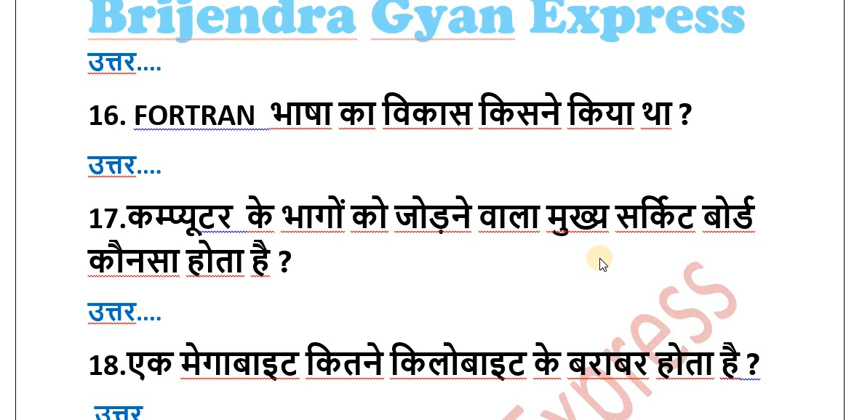 Brijendra Gyan Express
उत्तर....
16. FORTRAN भाषा का विकास किसने किया था ?
उत्तर....
17.कम्प्यूटर के भागों को जोड़ने वाला मुख्य सर्किट बोर्ड
कौनसा होता है ?
उत्तर....
18.एक मेगाबाइट कितने किलोबाइट के बराबर होता है ?
उत्तर
Express